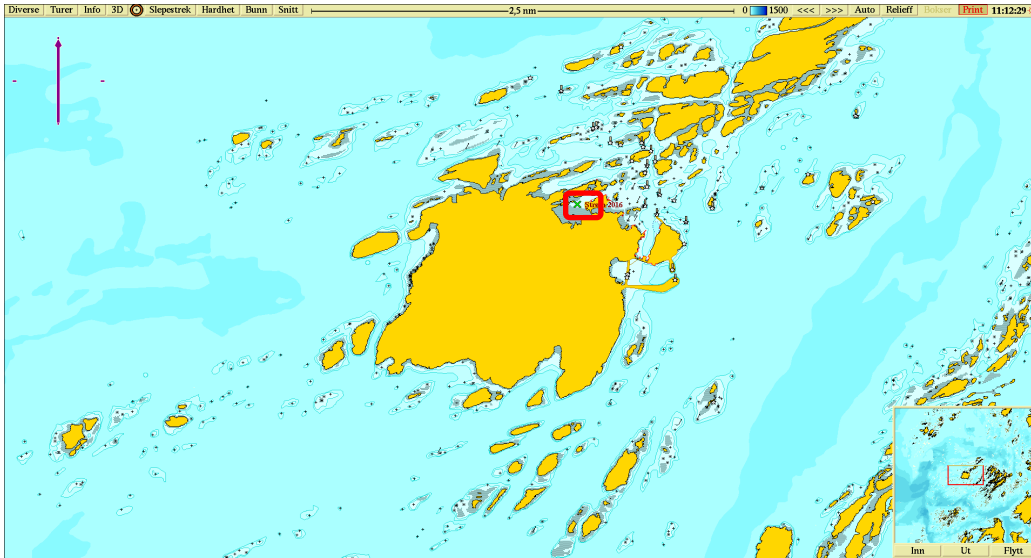 Diverse Turer Info 3D Slepestrek Hardhet Bunn Snitt 2,5 nm 0 1500 <<< >>> Auto Relieff Bokser Print 11:12:29
Inn Ut Flytt